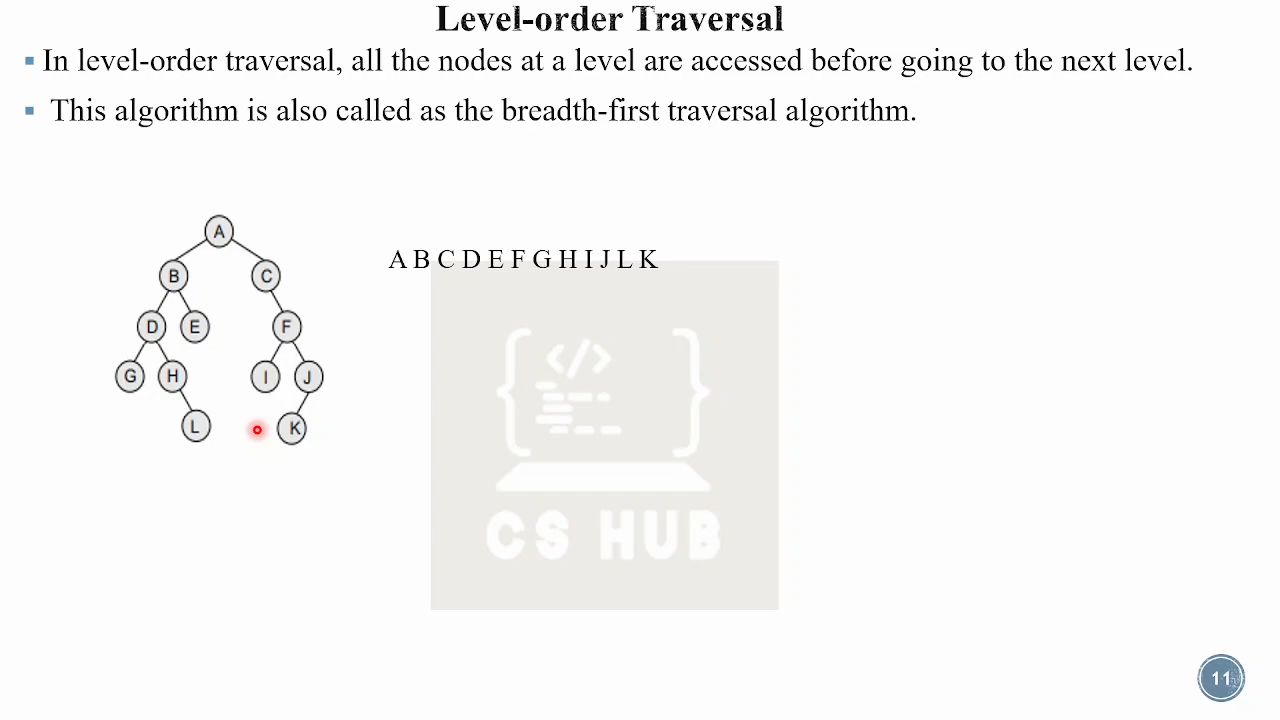 Level-order Traversal
▪ In level-order traversal, all the nodes at a level are accessed before going to the next level.
▪ This algorithm is also called as the breadth-first traversal algorithm.
A
B C
D E F
G H I J
L K
A B C D E F G H I J L K
</>
CS HUB
11